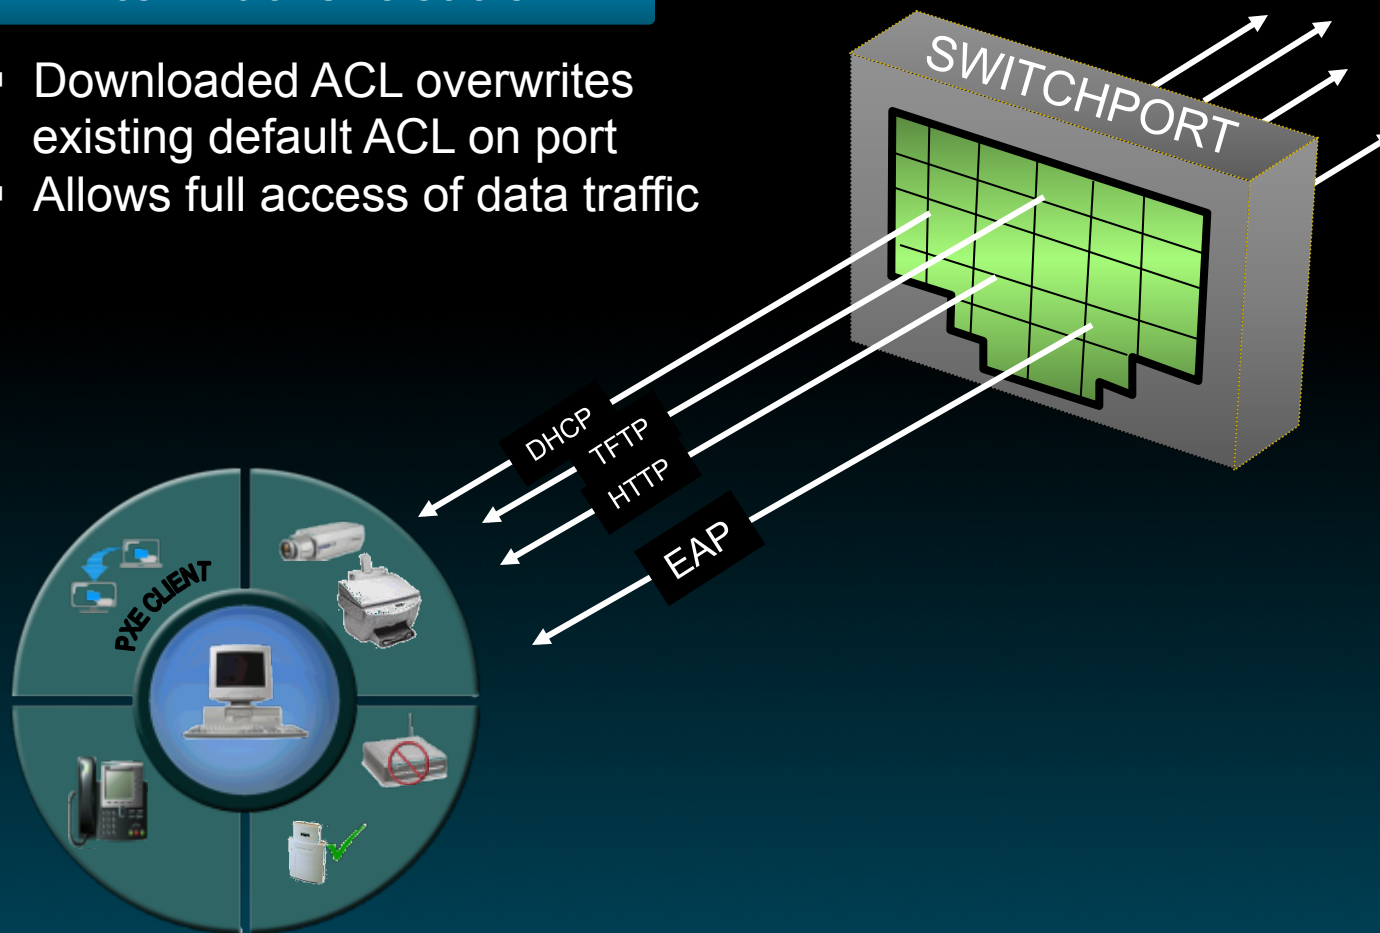 ▪ Downloaded ACL overwrites
existing default ACL on port
▪ Allows full access of data traffic
SWITCHPORT
DHCP
TFTP
HTTP
EAP
PXE CLIENT